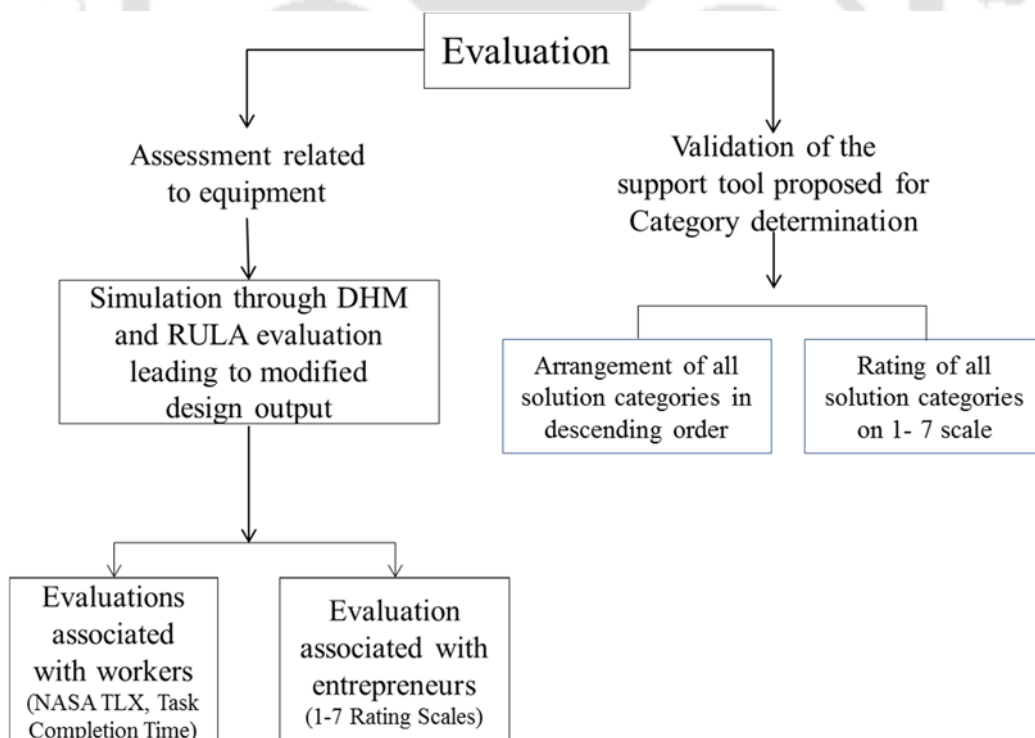 Evaluation
Assessment related
to equipment
Validation of the
support tool proposed for
Category determination
Simulation through DHM
and RULA evaluation
leading to modified
design output
Arrangement of all
solution categories in
descending order
Rating of all
solution categories
on 1- 7 scale
Evaluations
associated
with workers
(NASA TLX, Task
Completion Time)
Evaluation
associated with
entrepreneurs
(1-7 Rating Scales)